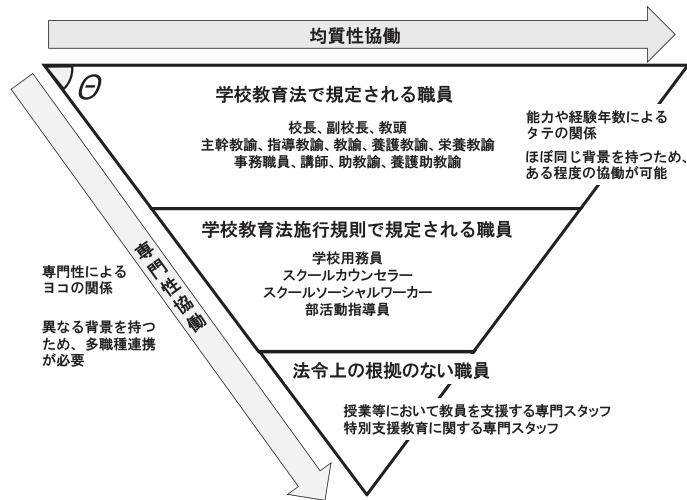 均質性協働
Θ
学校教育法で規定される職員
校長、副校長、教頭
主幹教諭、指導教諭、教諭、養護教諭、栄養教諭
事務職員、講師、助教諭、養護助教諭
能力や経験年数による
タテの関係
ほぼ同じ背景を持つため、
ある程度の協働が可能
学校教育法施行規則で規定される職員
学校用務員
スクールカウンセラー
スクールソーシャルワーカー
部活動指導員
専門性協働
専門性による
ヨコの関係
異なる背景を持つ
ため、多職種連携
が必要
法令上の根拠のない職員
授業等において教員を支援する専門スタッフ
特別支援教育に関する専門スタッフ